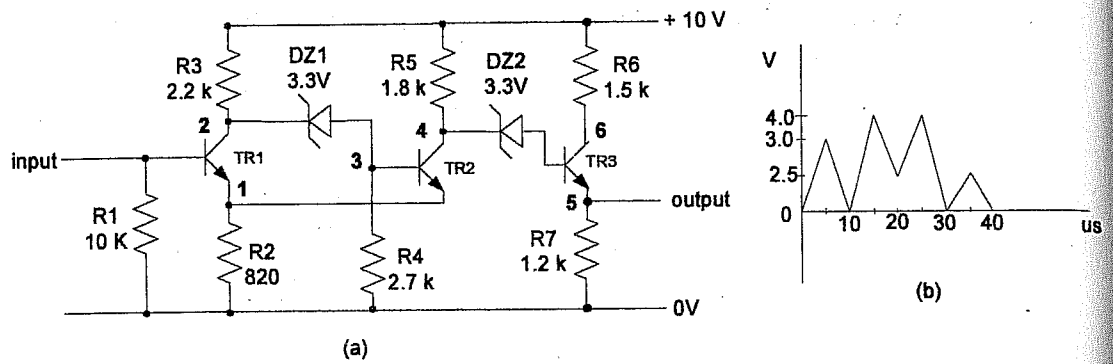 + 10 V
R3
2.2 k
DZ1
3.3V
R5
1.8 k
DZ2
3.3V
R6
1.5 k
2
4
6
input
TR1
3
TR2
TR3
1
5
output
R1
10 K
R2
820
R4
2.7 k
R7
1.2 k
0V
(a)
V
4.0
3.0
2.5
0
10
20
30
40
us
(b)